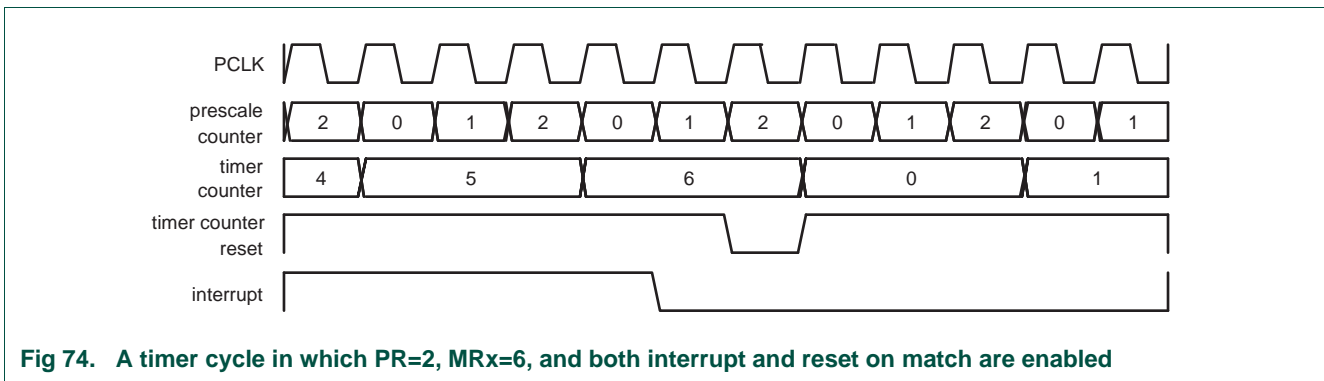 PCLK
prescale
counter
2 0 1 2 0 1 2 0 1 2 0 1
timer
counter
4 5 6 0 1
timer counter
reset
interrupt
Fig 74. A timer cycle in which PR=2, MRx=6, and both interrupt and reset on match are enabled